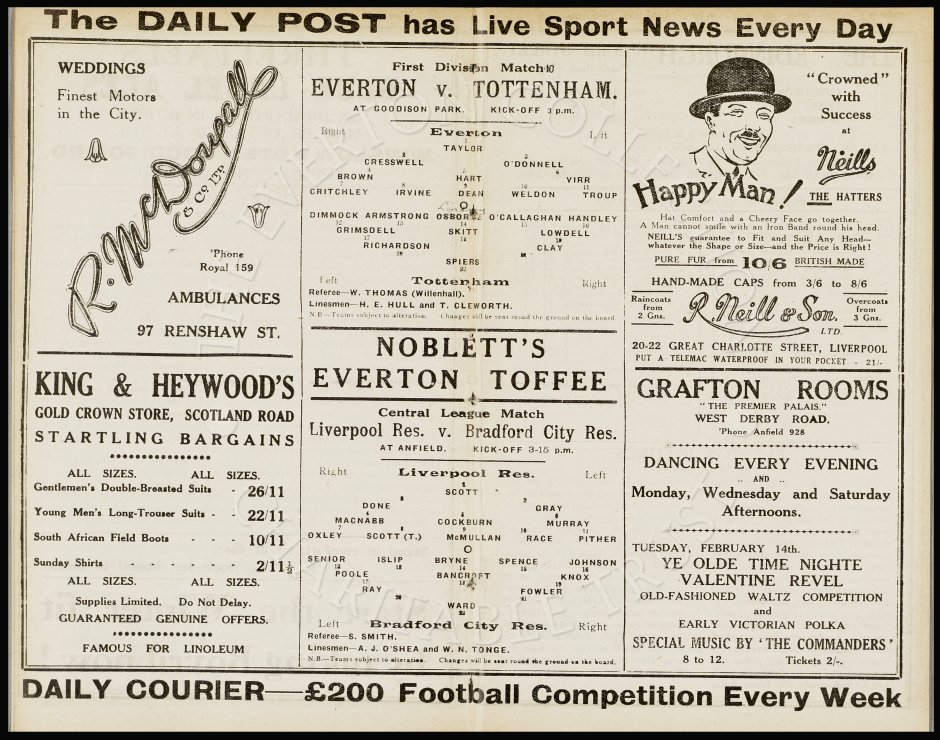 The DAILY POST has Live Sport News Every Day
WEDDINGS
Finest Motors
in the City.
R. McDougall
& CO LTD
'Phone
Royal 159
AMBULANCES
97 RENSHAW ST.
KING & HEYWOOD'S
GOLD CROWN STORE, SCOTLAND ROAD
STARTLING BARGAINS
ALL SIZES. ALL SIZES.
Gentlemen's Double-Breasted Suits - 26/11
Young Men's Long-Trouser Suits - - 22/11
South African Field Boots - - 10/11
Sunday Shirts - - - - 2/11½
ALL SIZES. ALL SIZES.
Supplies Limited. Do Not Delay.
GUARANTEED GENUINE OFFERS.
FAMOUS FOR LINOLEUM
First Division Match
EVERTON v. TOTTENHAM.
AT GOODISON PARK. KICK-OFF 3 p.m.
Right Everton Left
TAYLOR
CRESSWELL O'DONNELL
BROWN HART VIRR
CRITCHLEY IRVINE DEAN WELDON TROUP
DIMMOCK ARMSTRONG OSBORNE O'CALLAGHAN HANDLEY
GRIMSDELL SKITT LOWDELL
RICHARDSON CLAY
SPIERS
Left Tottenham Right
Referee—W. THOMAS (Willenhall).
Linesmen—H. E. HULL and T. CLEWORTH.
N.B—Teams subject to alteration. Changes will be sent round the ground on the board.
NOBLETT'S
EVERTON TOFFEE
Central League Match
Liverpool Res. v. Bradford City Res.
AT ANFIELD. KICK-OFF 3-15 p.m.
Right Liverpool Res. Left
SCOTT
DONE GRAY
MACNABB COCKBURN MURRAY
OXLEY SCOTT (T.) McMULLAN RACE PITHER
SENIOR ISLIP BRYNE SPENCE JOHNSON
POOLE BANCROFT KNOX
RAY FOWLER
WARD
Left Bradford City Res. Right
Referee—S. SMITH.
Linesmen—A. J. O'SHEA and W. N. TONGE.
N.B.—Teams subject to alteration. Changes will be sent round the ground on the board.
"Crowned"
with
Success
at
Neills
THE HATTERS
Happy Man!
Hat Comfort and a Cheery Face go together.
A Man cannot smile with an Iron Band round his head.
NEILL'S guarantee to Fit and Suit Any Head—
whatever the Shape or Size—and the Price is Right!
PURE FUR from 10/6 BRITISH MADE
HAND-MADE CAPS from 3/6 to 8/6
Raincoats
from
2 Gns.
R. Neill & Son.
LTD.
Overcoats
from
3 Gns.
20-22 GREAT CHARLOTTE STREET, LIVERPOOL
PUT A TELEMAC WATERPROOF IN YOUR POCKET - 21/-
GRAFTON ROOMS
"THE PREMIER PALAIS."
WEST DERBY ROAD.
'Phone Anfield 928
DANCING EVERY EVENING
.. AND ..
Monday, Wednesday and Saturday
Afternoons.
TUESDAY, FEBRUARY 14th.
YE OLDE TIME NIGHTE
VALENTINE REVEL
OLD-FASHIONED WALTZ COMPETITION
and
EARLY VICTORIAN POLKA
SPECIAL MUSIC BY 'THE COMMANDERS'
8 to 12. Tickets 2/-.
DAILY COURIER—£200 Football Competition Every Week